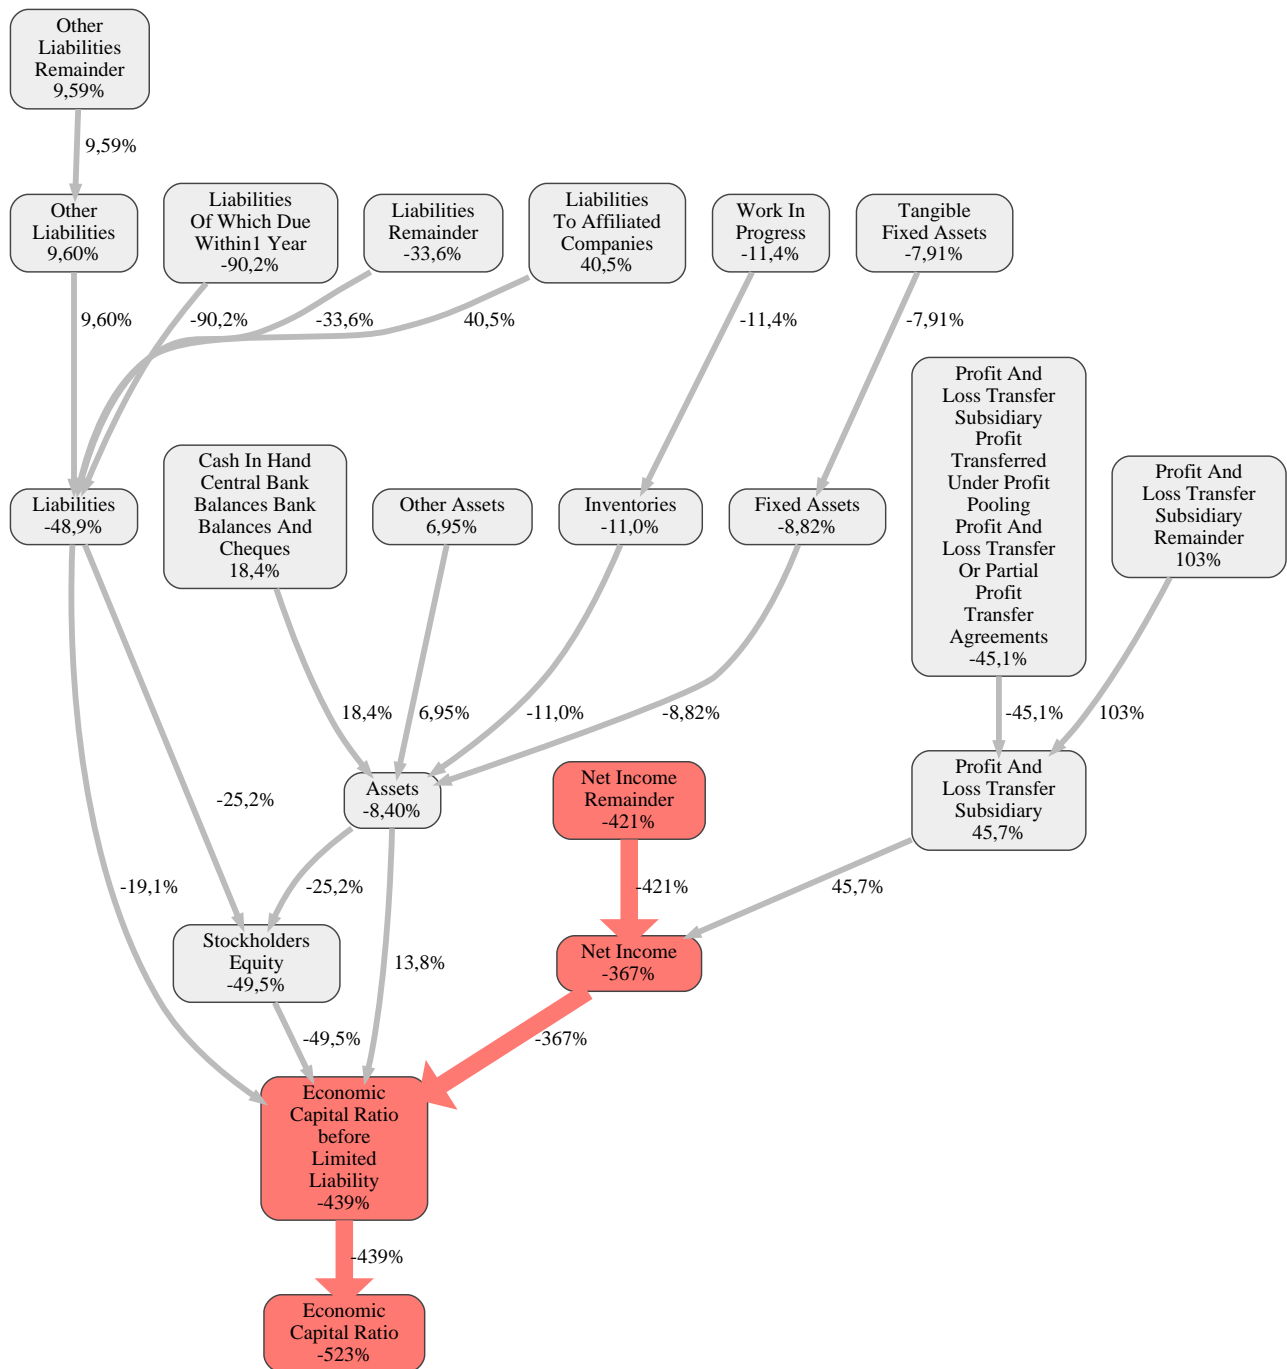 Other
Liabilities
Remainder
9,59%
9,59%
Other
Liabilities
9,60%
Liabilities
Of Which Due
Within1 Year
-90,2%
Liabilities
Remainder
-33,6%
Liabilities
To Affiliated
Companies
40,5%
Work In
Progress
-11,4%
Tangible
Fixed Assets
-7,91%
9,60%
-90,2%
-33,6%
40,5%
-11,4%
-7,91%
Profit And
Loss Transfer
Subsidiary
Profit
Transferred
Under Profit
Pooling
Profit And
Loss Transfer
Or Partial
Profit
Transfer
Agreements
-45,1%
Profit And
Loss Transfer
Subsidiary
Remainder
103%
Liabilities
-48,9%
Cash In Hand
Central Bank
Balances Bank
Balances And
Cheques
18,4%
Other Assets
6,95%
Inventories
-11,0%
Fixed Assets
-8,82%
18,4%
6,95%
-11,0%
-8,82%
-45,1%
103%
Assets
-8,40%
Net Income
Remainder
-421%
Profit And
Loss Transfer
Subsidiary
45,7%
-25,2%
-19,1%
-25,2%
-421%
45,7%
Stockholders
Equity
-49,5%
13,8%
Net Income
-367%
-49,5%
-367%
Economic
Capital Ratio
before
Limited
Liability
-439%
-439%
Economic
Capital Ratio
-523%